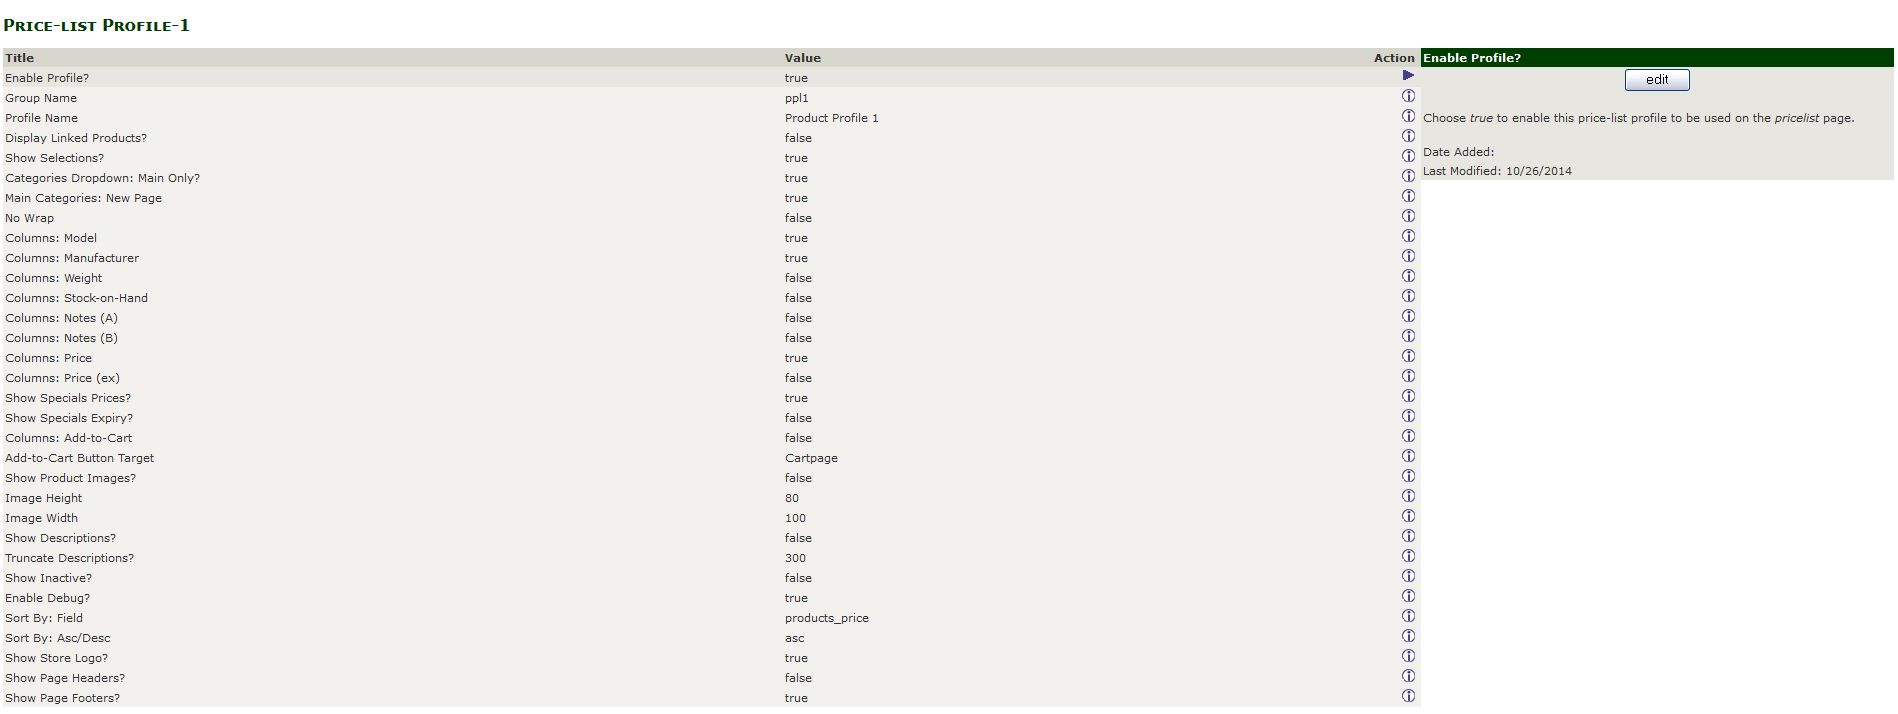 Price-list Profile-1
Title Value Action
Enable Profile? true
Group Name ppl1
Profile Name Product Profile 1
Display Linked Products? false
Show Selections? true
Categories Dropdown: Main Only? true
Main Categories: New Page true
No Wrap false
Columns: Model true
Columns: Manufacturer true
Columns: Weight false
Columns: Stock-on-Hand false
Columns: Notes (A) false
Columns: Notes (B) false
Columns: Price true
Columns: Price (ex) false
Show Specials Prices? true
Show Specials Expiry? false
Columns: Add-to-Cart false
Add-to-Cart Button Target Cartpage
Show Product Images? false
Image Height 80
Image Width 100
Show Descriptions? false
Truncate Descriptions? 300
Show Inactive? false
Enable Debug? true
Sort By: Field products_price
Sort By: Asc/Desc asc
Show Store Logo? true
Show Page Headers? false
Show Page Footers? true
Enable Profile?
edit
Choose true to enable this price-list profile to be used on the pricelist page.
Date Added:
Last Modified: 10/26/2014